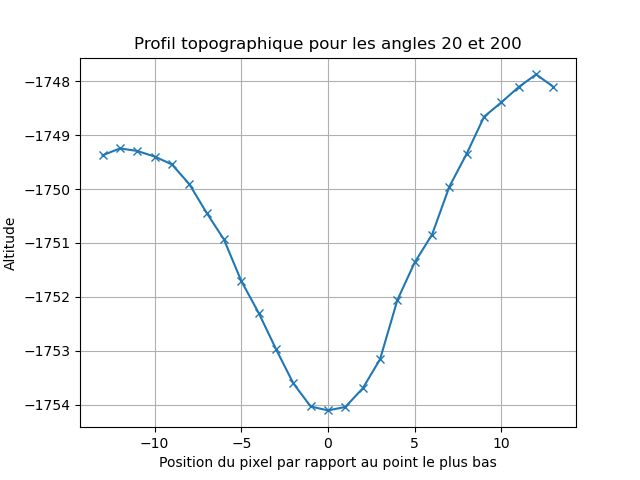 Profil topographique pour les angles 20 et 200
Altitude
−1748
−1749
−1750
−1751
−1752
−1753
−1754
−10 −5 0 5 10
Position du pixel par rapport au point le plus bas